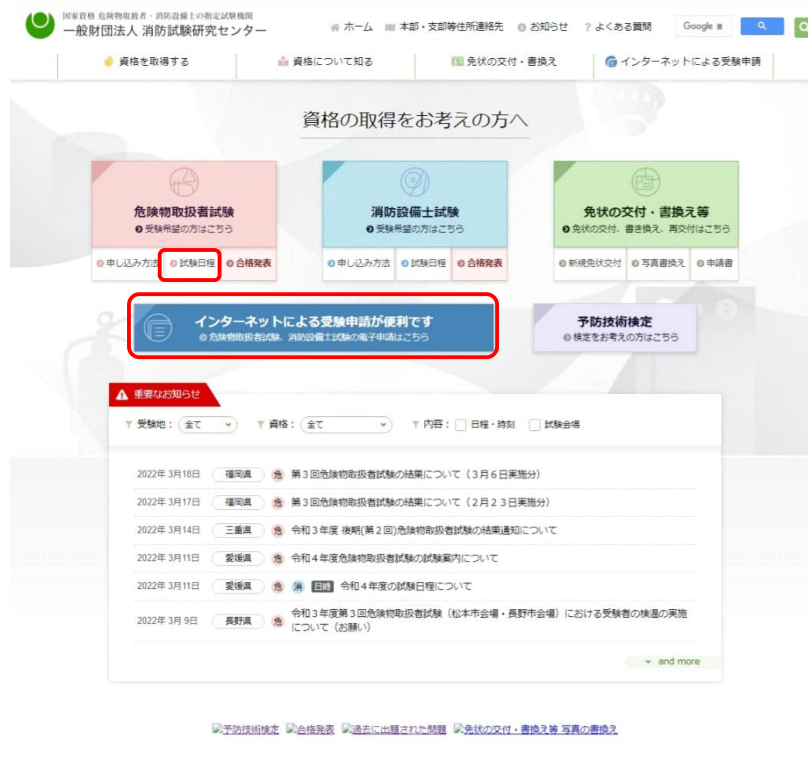 国家資格 危険物取扱者・消防設備士の指定試験機関
一般財団法人 消防試験研究センター
ホーム 本部・支部等住所連絡先 お知らせ ? よくある質問 Google
資格を取得する 資格について知る 免状の交付・書換え インターネットによる受験申請
資格の取得をお考えの方へ
危険物取扱者試験
受験希望の方はこちら
申し込み方法 試験日程 合格発表
消防設備士試験
受験希望の方はこちら
申し込み方法 試験日程 合格発表
免状の交付・書換え等
免状の交付、書き換え、再交付はこちら
新規免状交付 写真書換え 申請書
インターネットによる受験申請が便利です
危険物取扱者試験、消防設備士試験の電子申請はこちら
予防技術検定
検定をお考えの方はこちら
重要なお知らせ
受験地： 全て 資格： 全て 内容： 日程・時刻 試験会場
2022年 3月18日 福岡県 危 第３回危険物取扱者試験の結果について（３月６日実施分）
2022年 3月17日 福岡県 危 第３回危険物取扱者試験の結果について（２月２３日実施分）
2022年 3月14日 三重県 危 令和３年度 後期(第２回)危険物取扱者試験の結果通知について
2022年 3月11日 愛媛県 危 令和４年度危険物取扱者試験の試験案内について
2022年 3月11日 愛媛県 危 消 日時 令和４年度の試験日程について
2022年 3月 9日 長野県 危 令和３年度第３回危険物取扱者試験（松本市会場・長野市会場）における受験者の検温の実施
について（お願い）
and more
予防技術検定 合格発表 過去に出題された問題 免状の交付・書換え等 写真の書換え